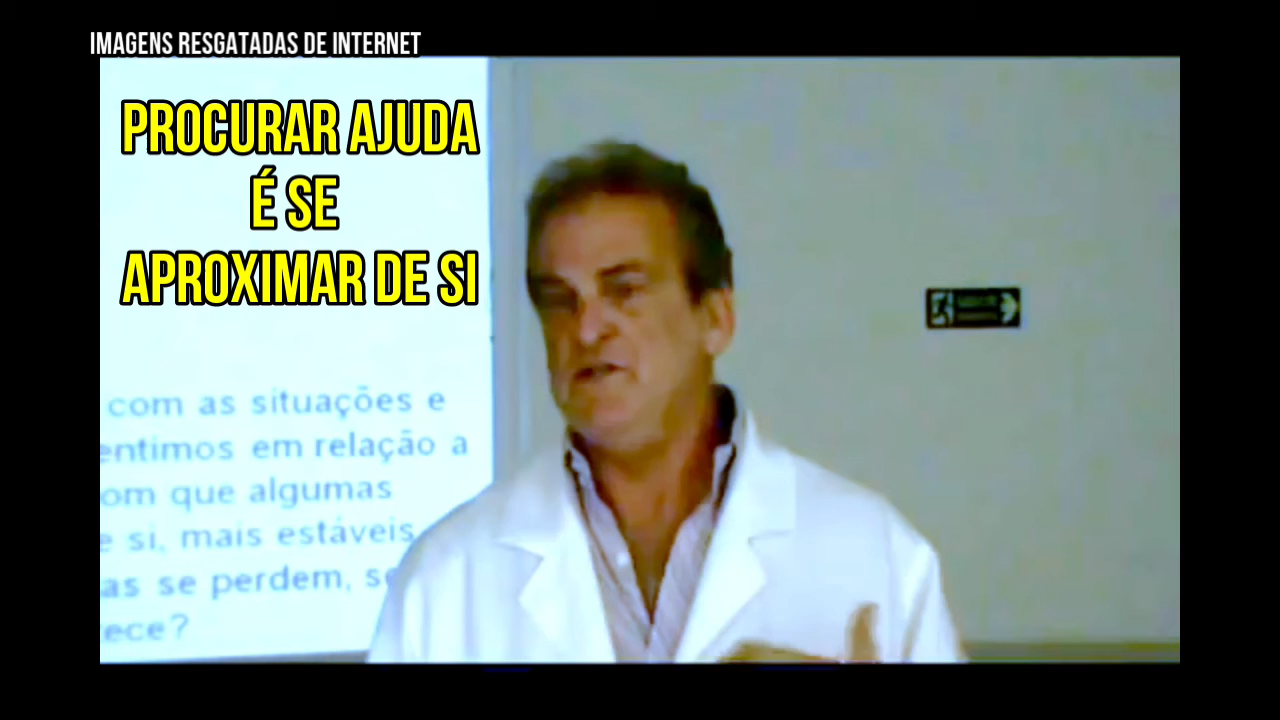 IMAGENS RESGATADAS DE INTERNET
PROCURAR AJUDA
É SE
APROXIMAR DE SI
com as situações e
entimos em relação a
om que algumas
e si, mais estáveis
as se perdem, se
ece?